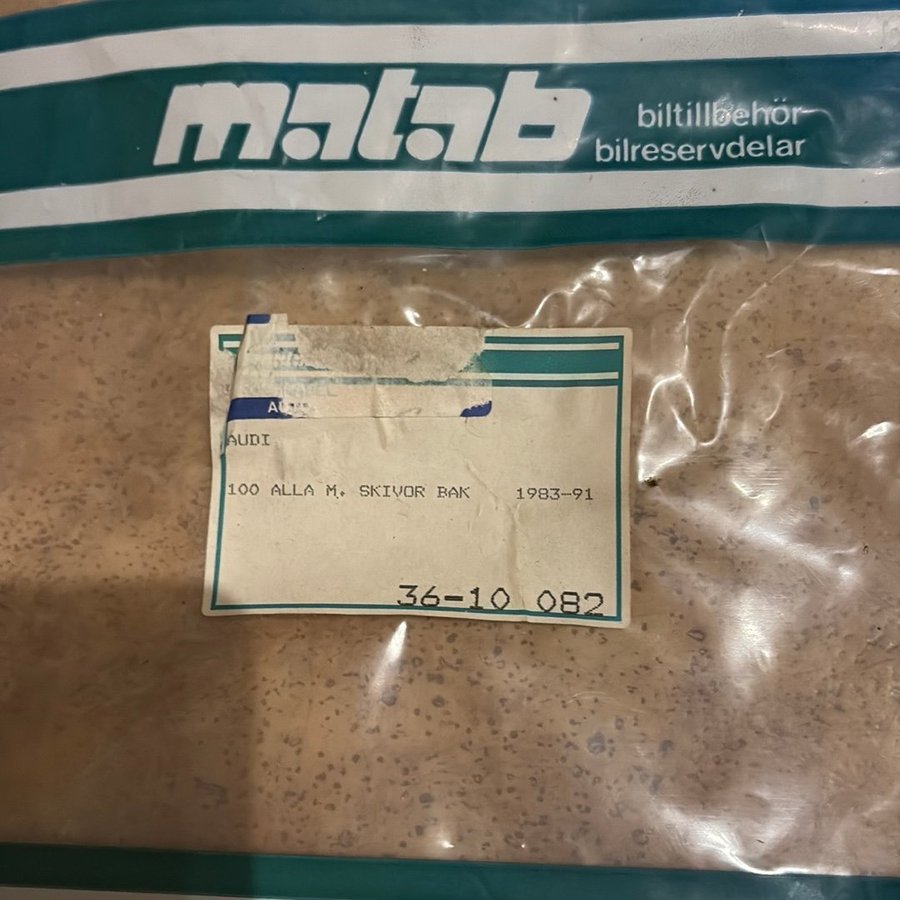 matab
biltillbehör
bilreservdelar
AUDI
100 ALLA M. SKIVOR BAK 1983-91
36-10 082